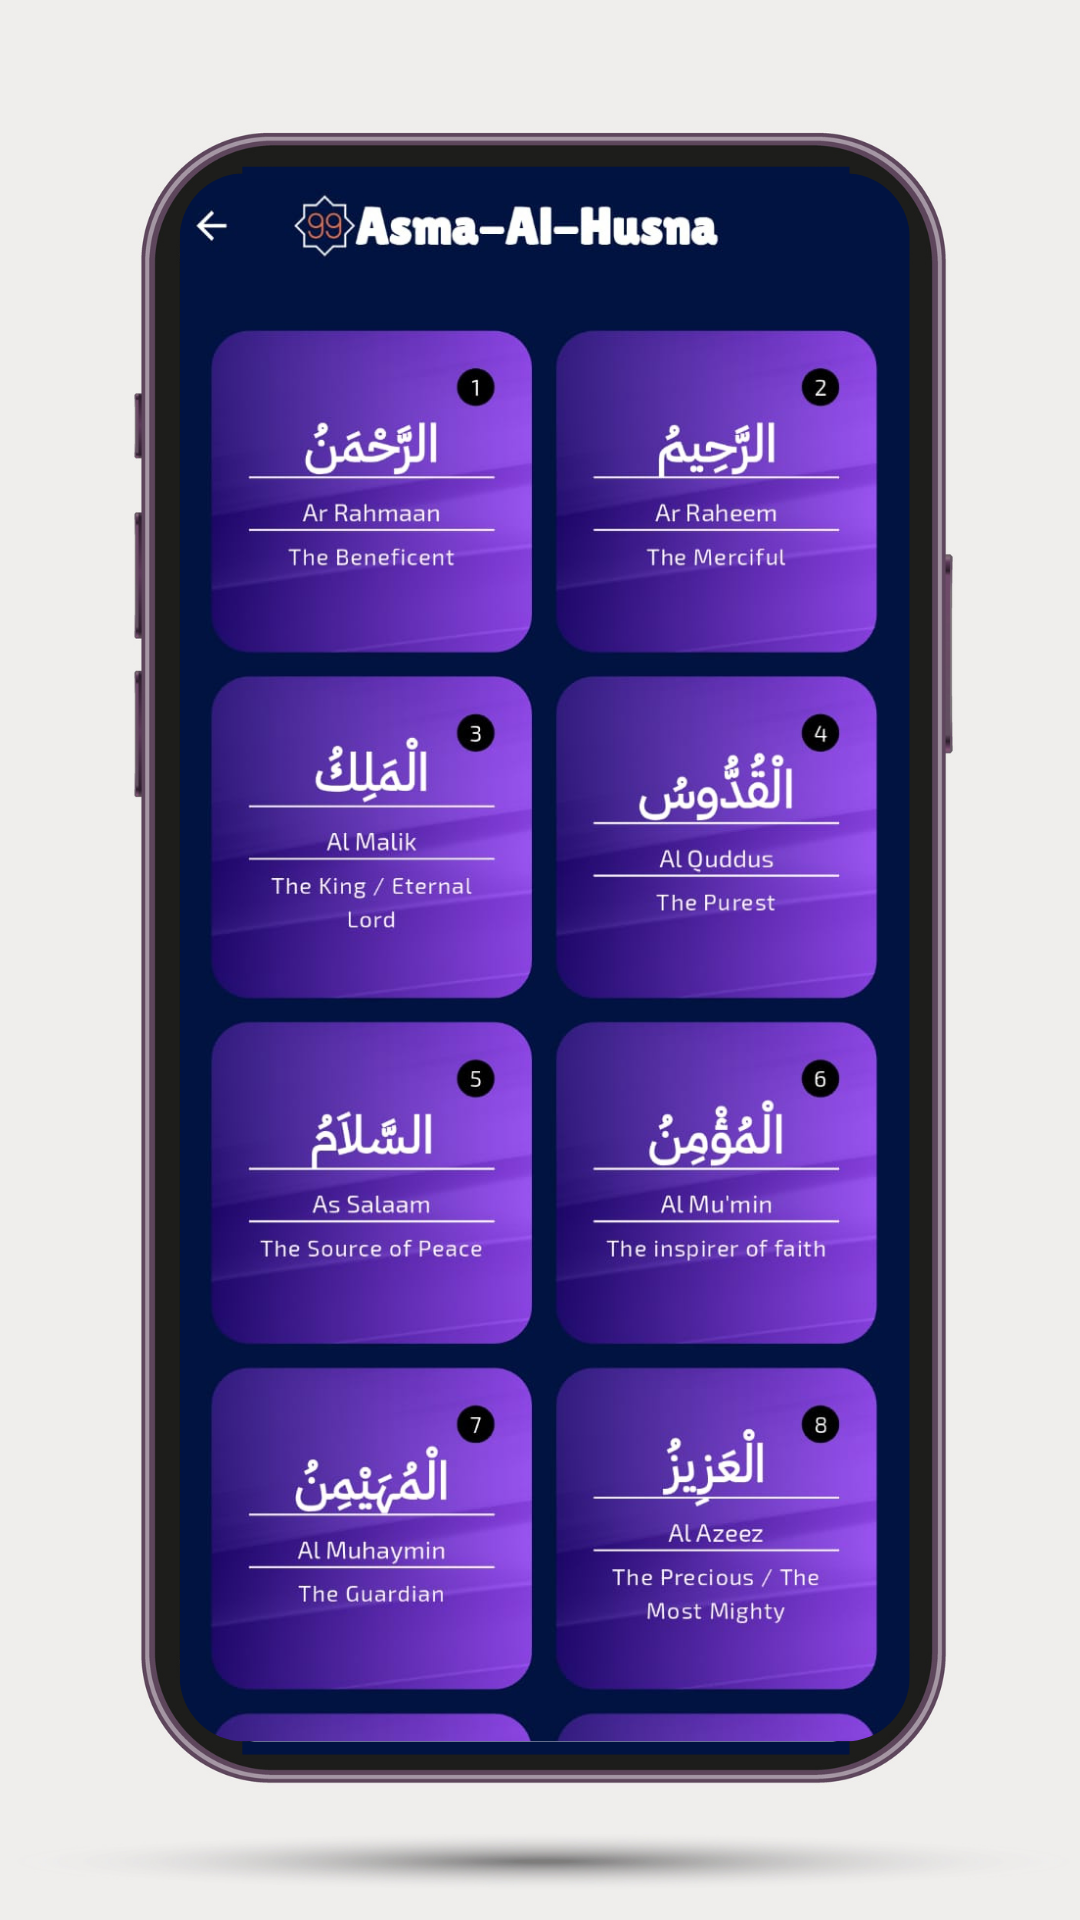 99 Asma-Al-Husna
1
الرَّحْمَنُ
Ar Rahmaan
The Beneficent
2
الرَّحِيمُ
Ar Raheem
The Merciful
3
الْمَلِكُ
Al Malik
The King / Eternal
Lord
4
الْقُدُّوسُ
Al Quddus
The Purest
5
السَّلاَمُ
As Salaam
The Source of Peace
6
الْمُؤْمِنُ
Al Mu'min
The inspirer of faith
7
الْمُهَيْمِنُ
Al Muhaymin
The Guardian
8
الْعَزِيزُ
Al Azeez
The Precious / The
Most Mighty